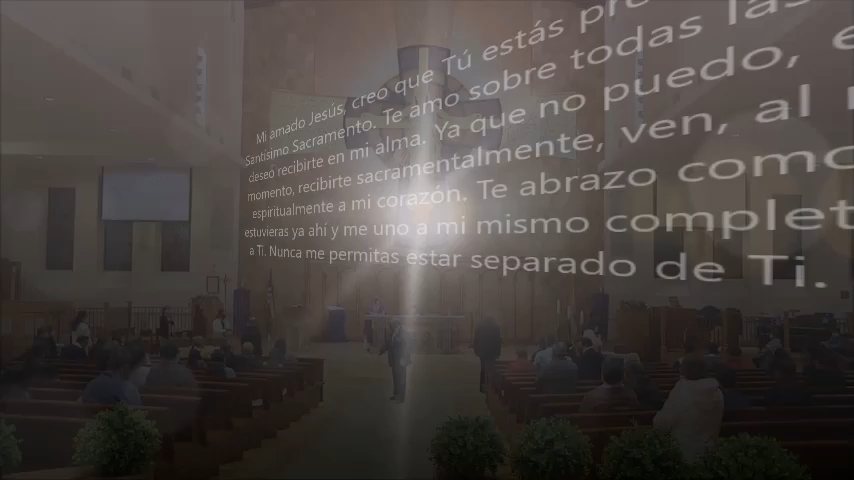 Mi amado Jesús, creo que Tú estás pre
Santísimo Sacramento. Te amo sobre todas las
deseo recibirte en mi alma. Ya que no puedo, e
momento, recibirte sacramentalmente, ven, al
espiritualmente a mi corazón. Te abrazo como
estuvieras ya ahí y me uno a mi mismo complet
a Ti. Nunca me permitas estar separado de Ti.